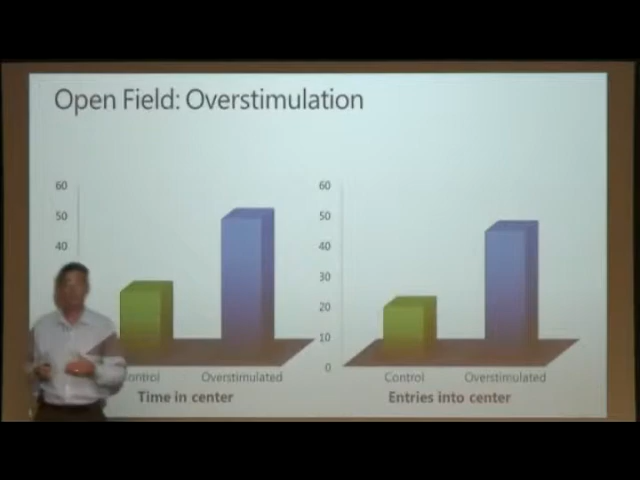 Open Field: Overstimulation
60
50
40
Overstimulated
Time in center
60
50
40
30
20
10
0
Control
Overstimulated
Entries into center